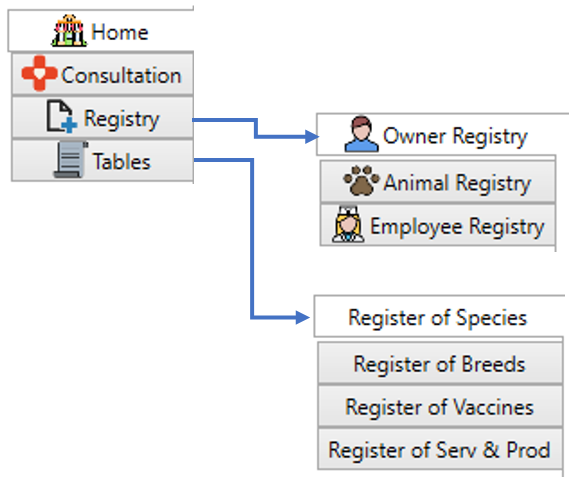 Home
Consultation
Registry
Tables
Owner Registry
Animal Registry
Employee Registry
Register of Species
Register of Breeds
Register of Vaccines
Register of Serv & Prod